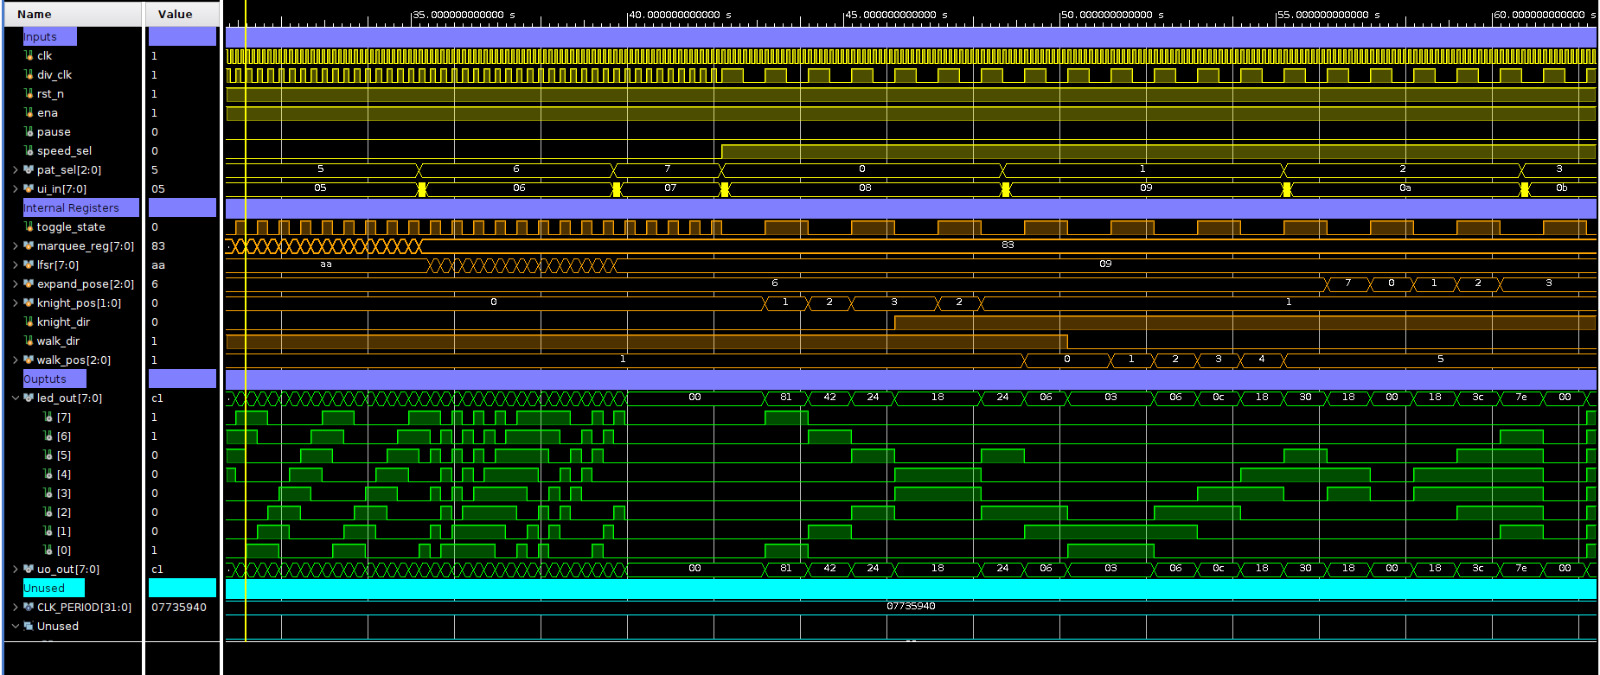 Name Value 35.000000000000 s 40.000000000000 s 45.000000000000 s 50.000000000000 s 55.000000000000 s 60.000000000000 s
Inputs
clk 1
div_clk 1
rst_n 1
ena 1
pause 0
speed_sel 0
pat_sel[2:0] 5 5 6 7 0 1 2 3
ui_in[7:0] 05 05 06 07 08 09 0a 0b
Internal Registers
toggle_state 0
marquee_reg[7:0] 83 83
lfsr[7:0] aa aa 09
expand_pose[2:0] 6 6 7 0 1 2 3
knight_pos[1:0] 0 0 1 2 3 2 1
knight_dir 0
walk_dir 1
walk_pos[2:0] 1 1 0 1 2 3 4 5
Ouptuts
led_out[7:0] c1 00 81 42 24 18 24 06 03 06 0c 18 30 18 00 18 3c 7e 00
[7] 1
[6] 1
[5] 0
[4] 0
[3] 0
[2] 0
[1] 0
[0] 1
uo_out[7:0] c1 00 81 42 24 18 24 06 03 06 0c 18 30 18 00 18 3c 7e 00
Unused
CLK_PERIOD[31:0] 07735940 07735940
Unused